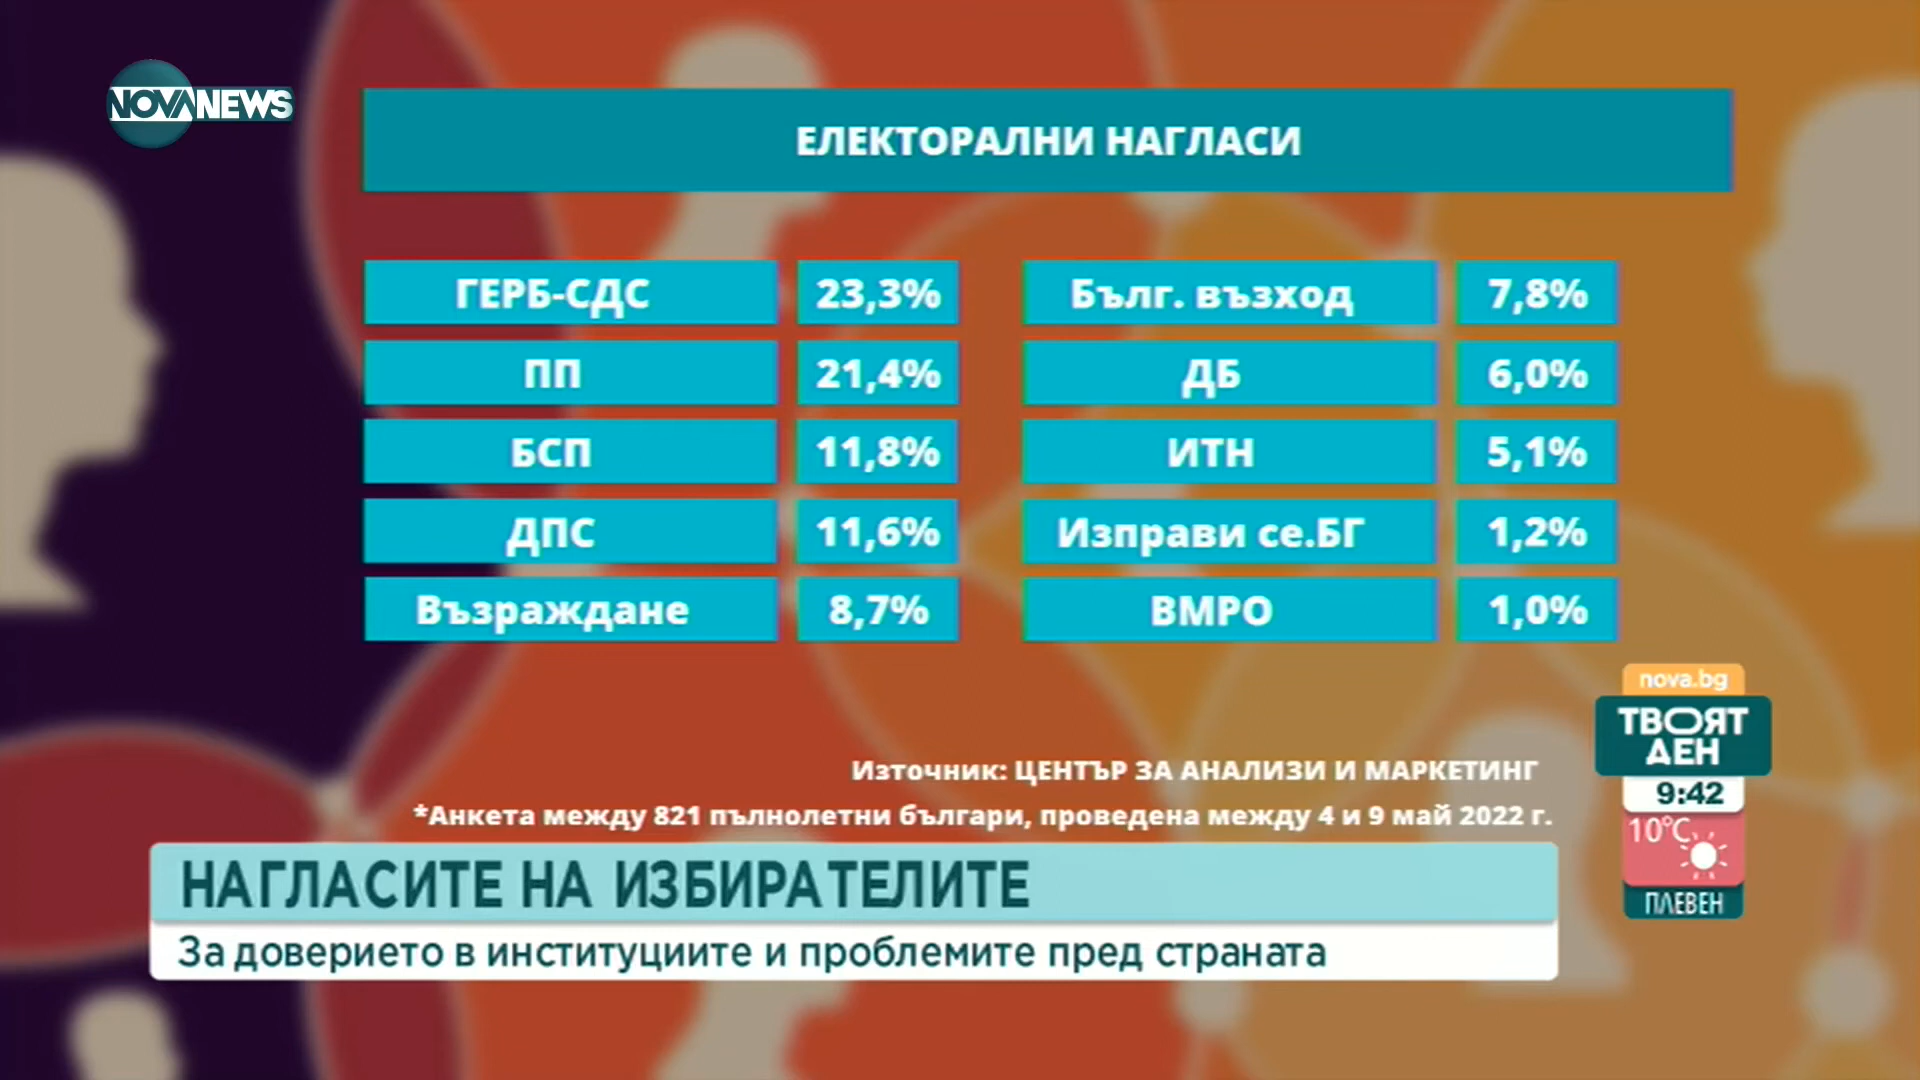 NOVANEWS
ЕЛЕКТОРАЛНИ НАГЛАСИ
ГЕРБ-СДС 23,3%
ПП 21,4%
БСП 11,8%
ДПС 11,6%
Възраждане 8,7%
Бълг. възход 7,8%
ДБ 6,0%
ИТН 5,1%
Изправи се.БГ 1,2%
ВМРО 1,0%
Източник: ЦЕНТЪР ЗА АНАЛИЗИ И МАРКЕТИНГ
*Анкета между 821 пълнолетни българи, проведена между 4 и 9 май 2022 г.
НАГЛАСИТЕ НА ИЗБИРАТЕЛИТЕ
За доверието в институциите и проблемите пред страната
nova.bg
ТВОЯТ
ДЕН
9:42
10°C
ПЛЕВЕН